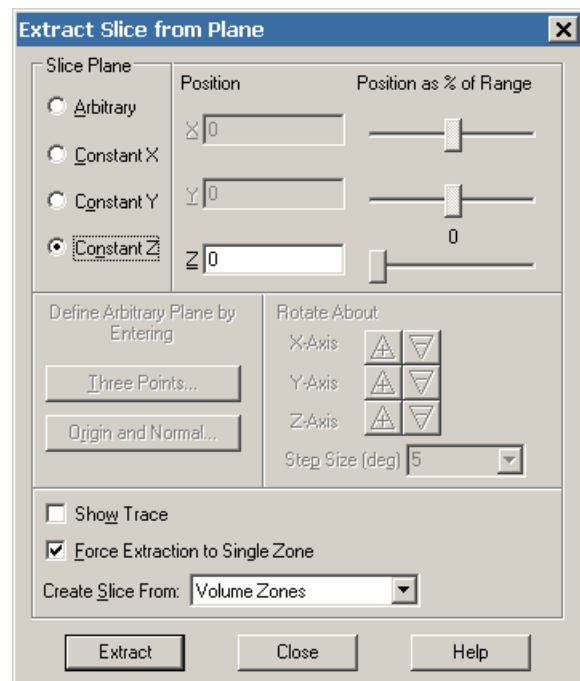 Extract Slice from Plane
Slice Plane
Arbitrary
Constant X
Constant Y
Constant Z
Position
Position as % of Range
X 0
Y 0
0
Z 0
Define Arbitrary Plane by
Entering
Three Points...
Origin and Normal...
Rotate About
X-Axis
Y-Axis
Z-Axis
Step Size (deg) 5
Show Trace
Force Extraction to Single Zone
Create Slice From: Volume Zones
Extract
Close
Help